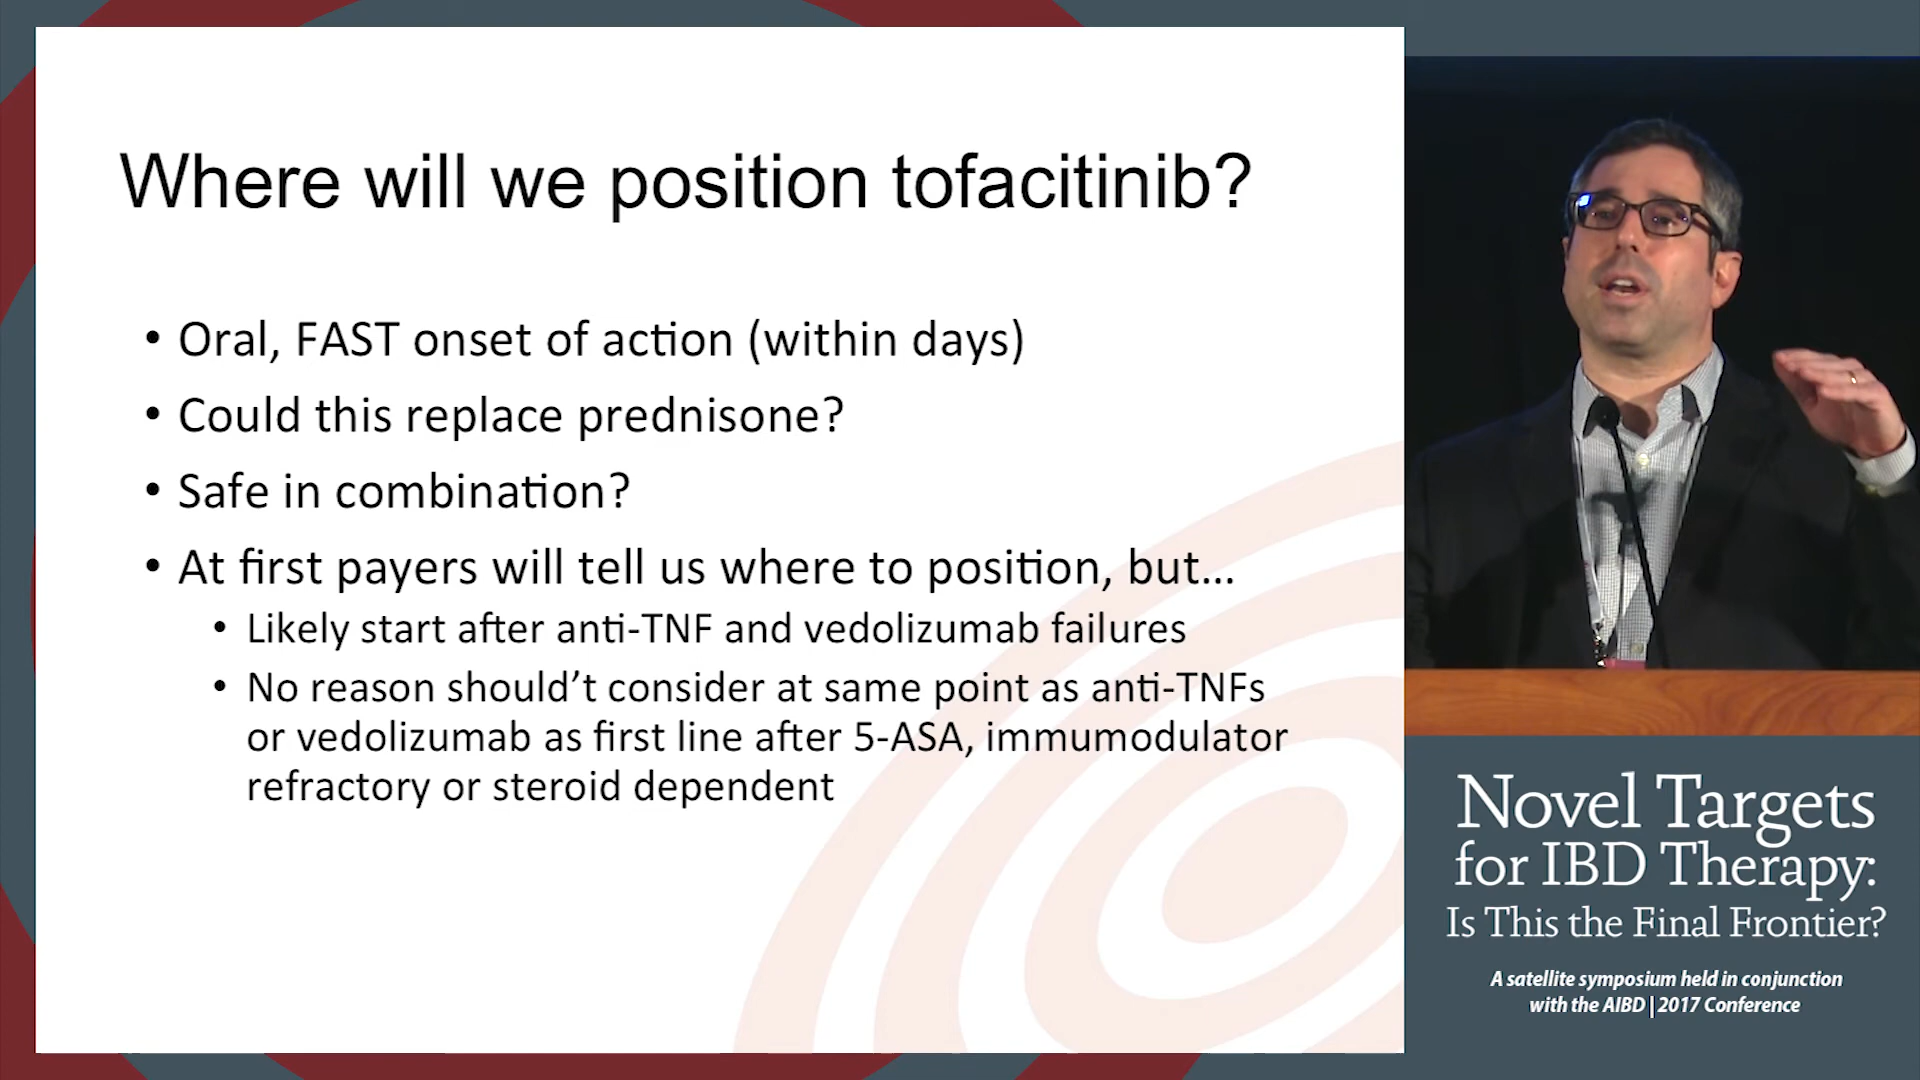 Where will we position tofacitinib?
• Oral, FAST onset of action (within days)
• Could this replace prednisone?
• Safe in combination?
• At first payers will tell us where to position, but...
• Likely start after anti-TNF and vedolizumab failures
• No reason should't consider at same point as anti-TNFs
or vedolizumab as first line after 5-ASA, immumodulator
refractory or steroid dependent
Novel Targets
for IBD Therapy:
Is This the Final Frontier?
A satellite symposium held in conjunction
with the AIBD | 2017 Conference